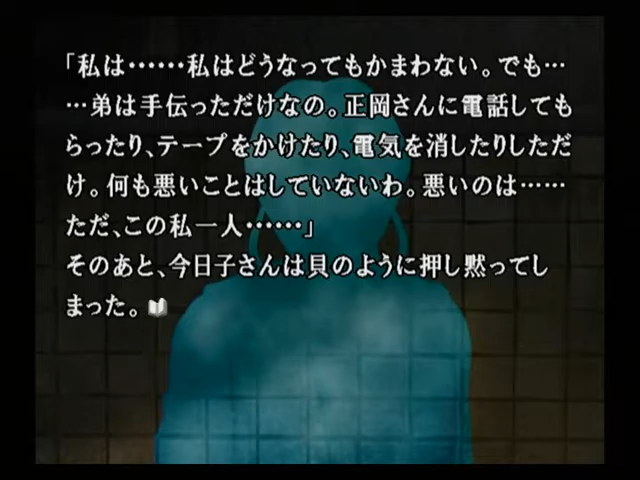 「私は……私はどうなってもかまわない。でも…
…弟は手伝っただけなの。正岡さんに電話しても
らったり、テープをかけたり、電気を消したりしただ
け。何も悪いことはしていないわ。悪いのは……
ただ、この私一人……」
そのあと、今日子さんは貝のように押し黙ってし
まった。